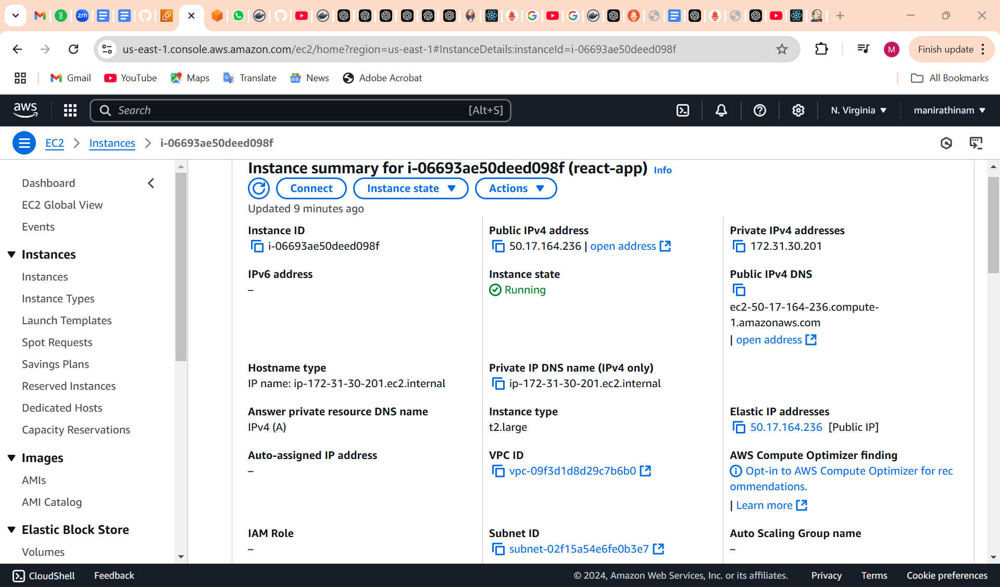 us-east-1.console.aws.amazon.com/ec2/home?region=us-east-1#InstanceDetails:instanceId=i-06693ae50deed098f
M
Finish update
Gmail
YouTube
Maps
Translate
News
Adobe Acrobat
All Bookmarks
aws
Search
[Alt+S]
N. Virginia
manirathinam
EC2
Instances
i-06693ae50deed098f
Dashboard
EC2 Global View
Events
Instances
Instances
Instance Types
Launch Templates
Spot Requests
Savings Plans
Reserved Instances
Dedicated Hosts
Capacity Reservations
Images
AMIs
AMI Catalog
Elastic Block Store
Volumes
Instance summary for i-06693ae50deed098f (react-app) Info
Connect
Instance state
Actions
Updated 9 minutes ago
Instance ID
i-06693ae50deed098f
Public IPv4 address
50.17.164.236 | open address
Private IPv4 addresses
172.31.30.201
IPv6 address
–
Instance state
Running
Public IPv4 DNS
ec2-50-17-164-236.compute-
1.amazonaws.com
| open address
Hostname type
IP name: ip-172-31-30-201.ec2.internal
Private IP DNS name (IPv4 only)
ip-172-31-30-201.ec2.internal
Answer private resource DNS name
IPv4 (A)
Instance type
t2.large
Elastic IP addresses
50.17.164.236 [Public IP]
Auto-assigned IP address
–
VPC ID
vpc-09f3d1d8d29c7b6b0
AWS Compute Optimizer finding
Opt-in to AWS Compute Optimizer for rec
ommendations.
| Learn more
IAM Role
–
Subnet ID
subnet-02f15a54e6fe0b3e7
Auto Scaling Group name
–
CloudShell
Feedback
© 2024, Amazon Web Services, Inc. or its affiliates.
Privacy
Terms
Cookie preferences